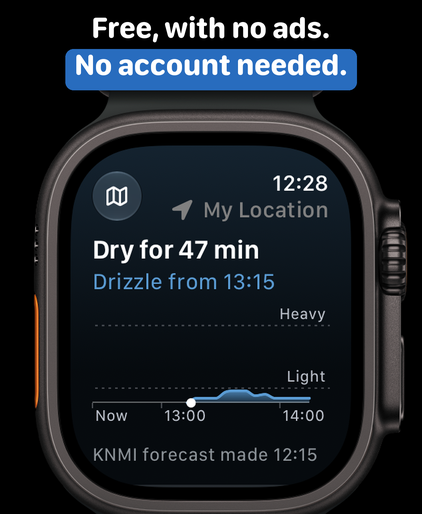 Free, with no ads.
No account needed.
12:28
My Location
Dry for 47 min
Drizzle from 13:15
Heavy
Light
Now 13:00 14:00
KNMI forecast made 12:15